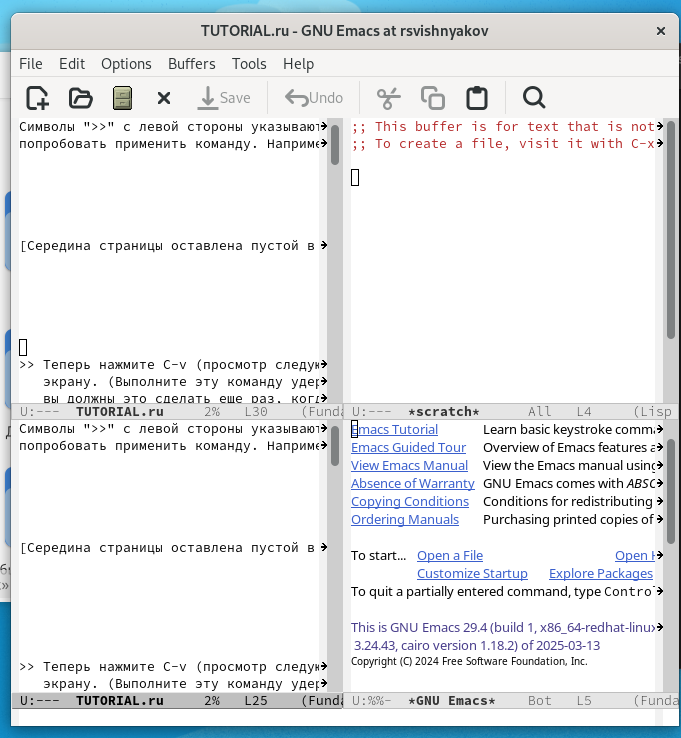 TUTORIAL.ru - GNU Emacs at rsvishnyakov
File Edit Options Buffers Tools Help
Save Undo
Символы ">>" с левой стороны указывают
попробовать применить команду. Наприме
[Середина страницы оставлена пустой в
>> Теперь нажмите C-v (просмотр следую
экрану. (Выполните эту команду удер
вы должны это сделать еще раз, когд
U:--- TUTORIAL.ru 2% L30 (Funda
;; This buffer is for text that is not
;; To create a file, visit it with C-x
U:--- *scratch* All L4 (Lisp
Символы ">>" с левой стороны указывают
попробовать применить команду. Наприме
[Середина страницы оставлена пустой в
>> Теперь нажмите C-v (просмотр следую
экрану. (Выполните эту команду удер
U:--- TUTORIAL.ru 2% L25 (Funda
Emacs Tutorial Learn basic keystroke comma
Emacs Guided Tour Overview of Emacs features a
View Emacs Manual View the Emacs manual using
Absence of Warranty GNU Emacs comes with ABSO
Copying Conditions Conditions for redistributing
Ordering Manuals Purchasing printed copies of
To start... Open a File Open H
Customize Startup Explore Packages
To quit a partially entered command, type Contro
This is GNU Emacs 29.4 (build 1, x86_64-redhat-linux
3.24.43, cairo version 1.18.2) of 2025-03-13
Copyright (C) 2024 Free Software Foundation, Inc.
U:%%- *GNU Emacs* Bot L5 (Funda